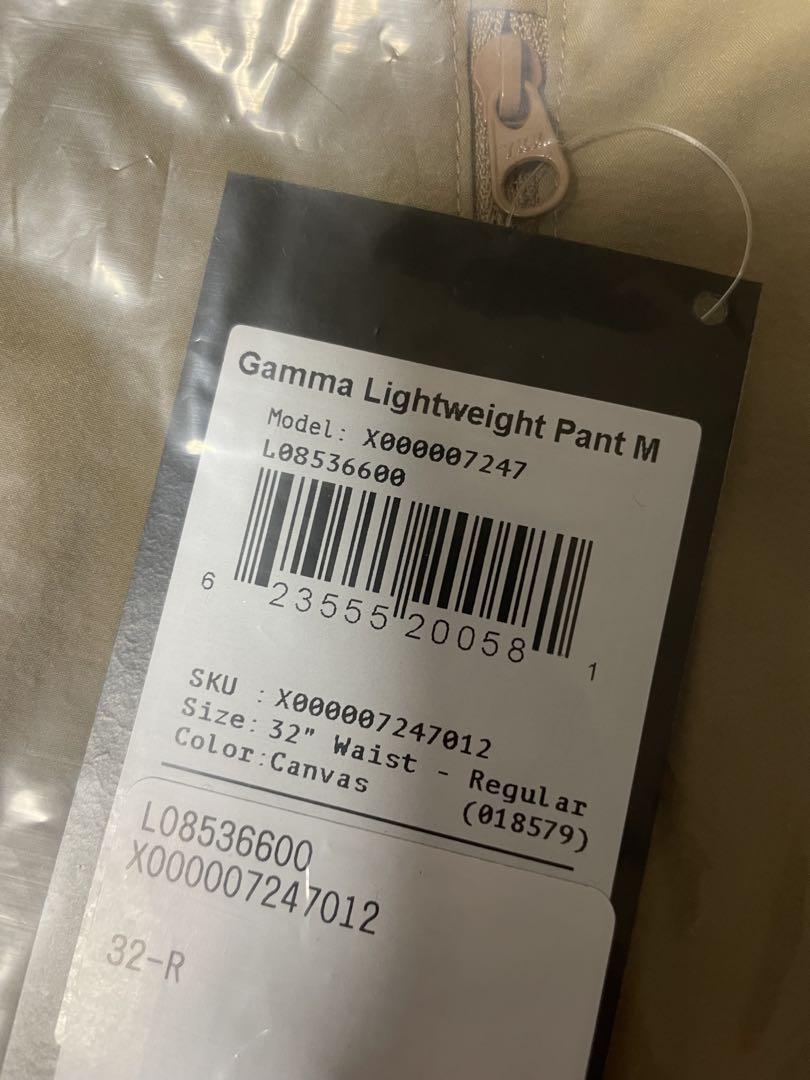 YKK
Gamma Lightweight Pant M
Model: X000007247
L08536600
6 23555 20058 1
SKU : X000007247012
Size: 32" Waist - Regular
Color:Canvas (018579)
L08536600
X000007247012
32-R